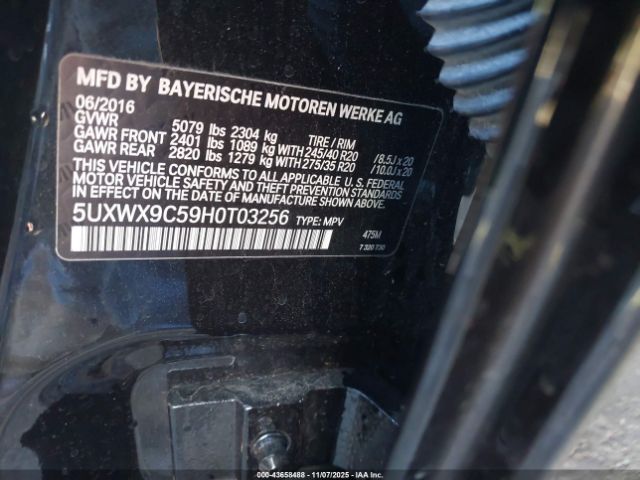 MFD BY BAYERISCHE MOTOREN WERKE AG
06/2016
GVWR 5079 lbs 2304 kg TIRE / RIM
GAWR FRONT 2401 lbs 1089 kg WITH 245/40 R20 /8,5J x 20
GAWR REAR 2820 lbs 1279 kg WITH 275/35 R20 /10.0J x 20
THIS VEHICLE CONFORMS TO ALL APPLICABLE FEDERAL
MOTOR VEHICLE SAFETY AND THEFT PREVENTION STANDARDS
IN EFFECT ON THE DATE OF MANUFACTURE SHOWN ABOVE.
5UXWX9C59H0T03256 TYPE: MPV
475M
7 320 730
000-43658488 - 11/07/2025 - IAA Inc.